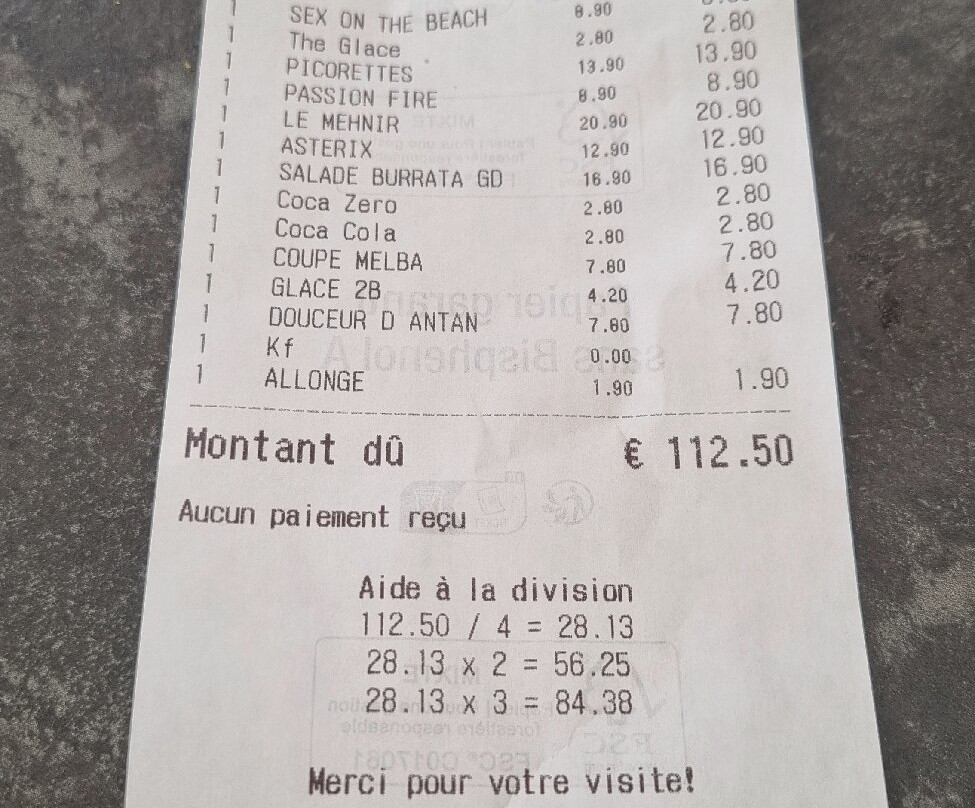 1 SEX ON THE BEACH 8.90 8.90
1 The Glace 2.80 2.80
1 PICORETTES 13.90 13.90
1 PASSION FIRE 8.90 8.90
1 LE MEHNIR 20.90 20.90
1 ASTERIX 12.90 12.90
1 SALADE BURRATA GD 16.90 16.90
1 Coca Zero 2.80 2.80
1 Coca Cola 2.80 2.80
1 COUPE MELBA 7.80 7.80
1 GLACE 2B 4.20 4.20
1 DOUCEUR D ANTAN 7.80 7.80
1 Kf 0.00
1 ALLONGE 1.90 1.90
Montant dû € 112.50
Aucun paiement reçu
Aide à la division
112.50 / 4 = 28.13
28.13 x 2 = 56.25
28.13 x 3 = 84.38
Merci pour votre visite!